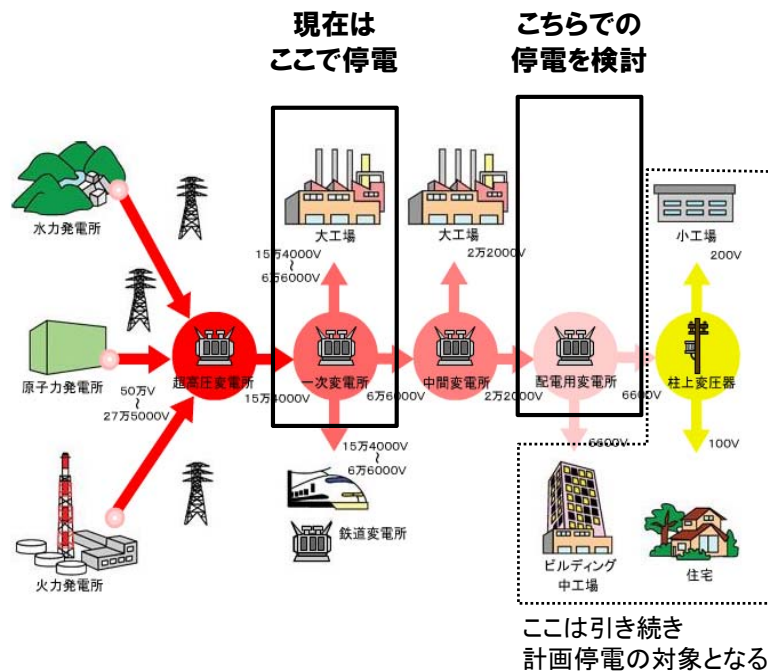 現在は
ここで停電
こちらでの
停電を検討
水力発電所
大工場
大工場
小工場
15万4000V
〜
6万6000V
2万2000V
200V
原子力発電所
50万V
〜
27万5000V
超高圧変電所
15万4000V
一次変電所
6万6000V
中間変電所
2万2000V
配電用変電所
6600V
柱上変圧器
15万4000V
〜
6万6000V
6600V
100V
鉄道変電所
火力発電所
ビルディング
中工場
住宅
ここは引き続き
計画停電の対象となる